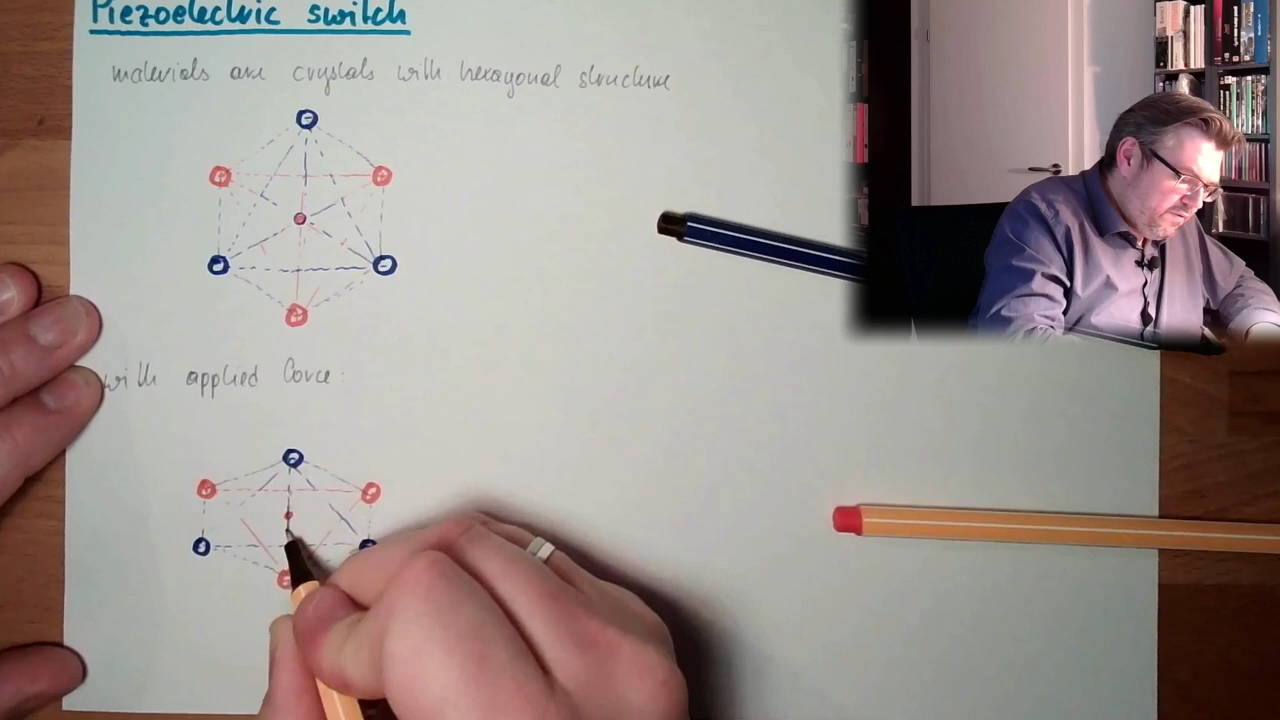 Piezoelectric switch
materials are crystals with hexagonal structure
with applied force: